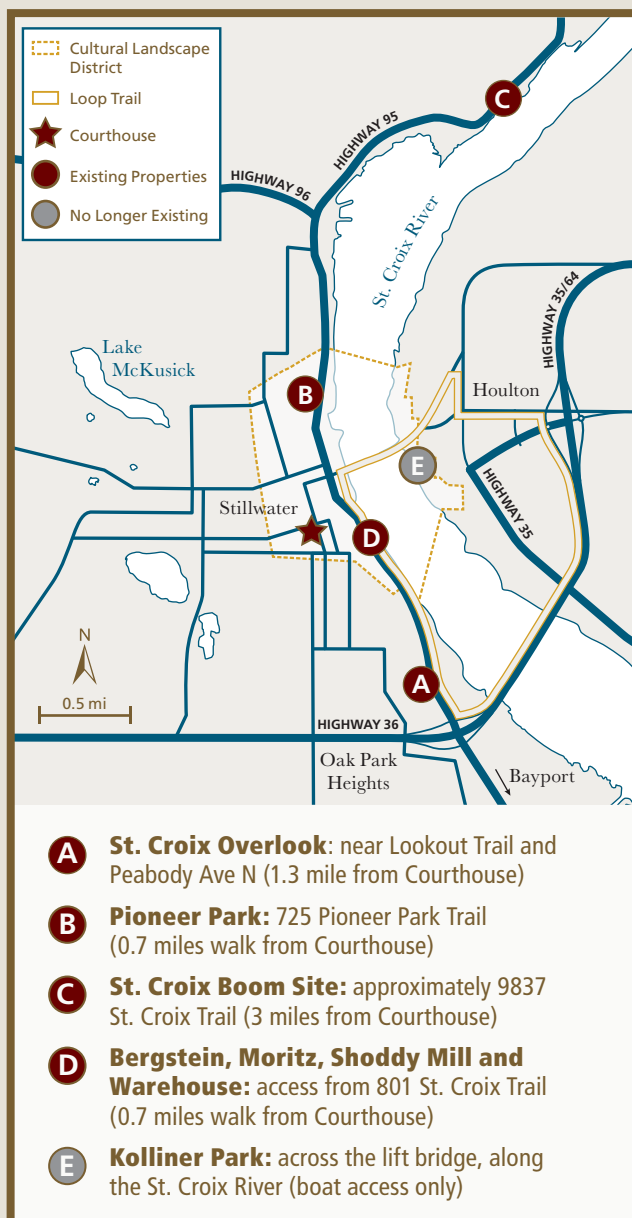 Cultural Landscape
District
Loop Trail
Courthouse
Existing Properties
No Longer Existing
C
HIGHWAY 95
HIGHWAY 96
St. Croix River
HIGHWAY 35/64
Lake
McKusick
Houlton
B
E
Stillwater
D
HIGHWAY 35
N
0.5 mi
A
HIGHWAY 36
Oak Park
Heights
Bayport
A St. Croix Overlook: near Lookout Trail and
Peabody Ave N (1.3 mile from Courthouse)
B Pioneer Park: 725 Pioneer Park Trail
(0.7 miles walk from Courthouse)
C St. Croix Boom Site: approximately 9837
St. Croix Trail (3 miles from Courthouse)
D Bergstein, Moritz, Shoddy Mill and
Warehouse: access from 801 St. Croix Trail
(0.7 miles walk from Courthouse)
E Kolliner Park: across the lift bridge, along
the St. Croix River (boat access only)